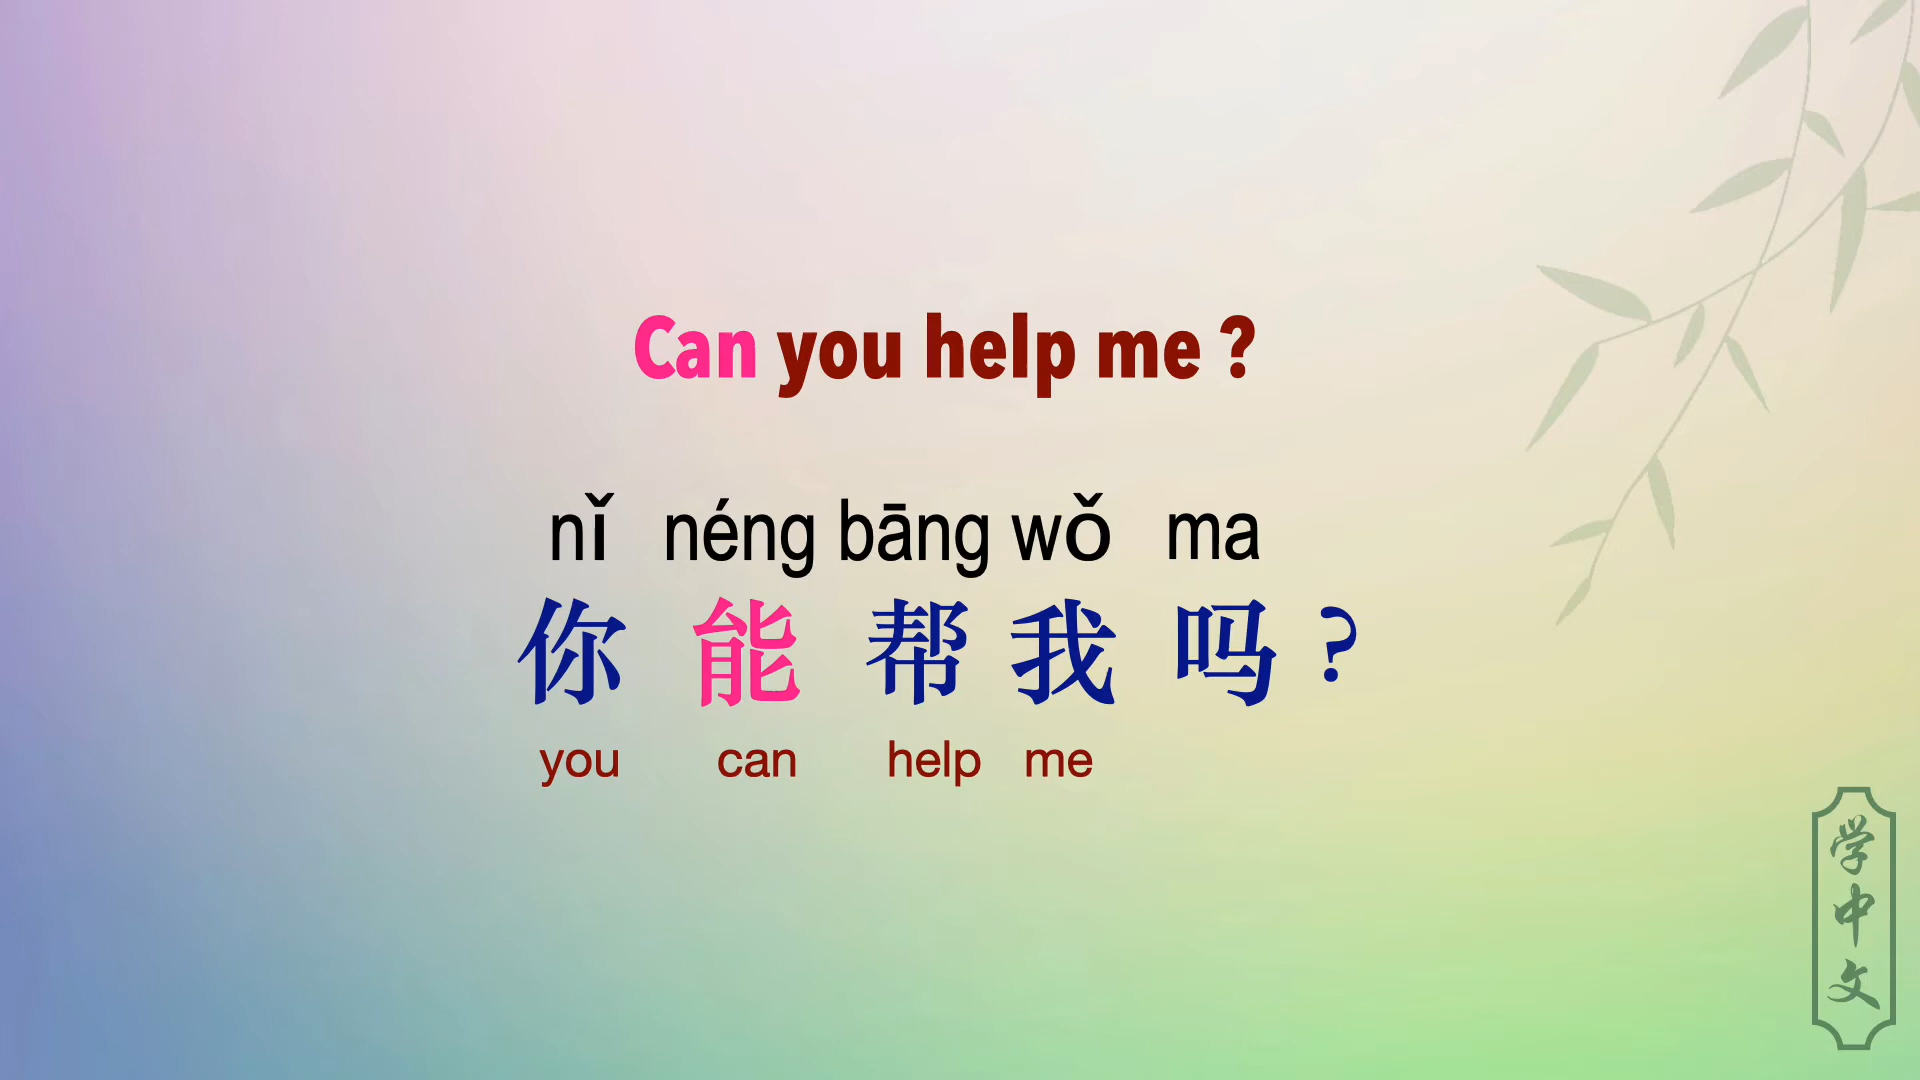 Can you help me ?
nǐ néng bāng wǒ ma
你 能 帮 我 吗 ?
you can help me
学中文